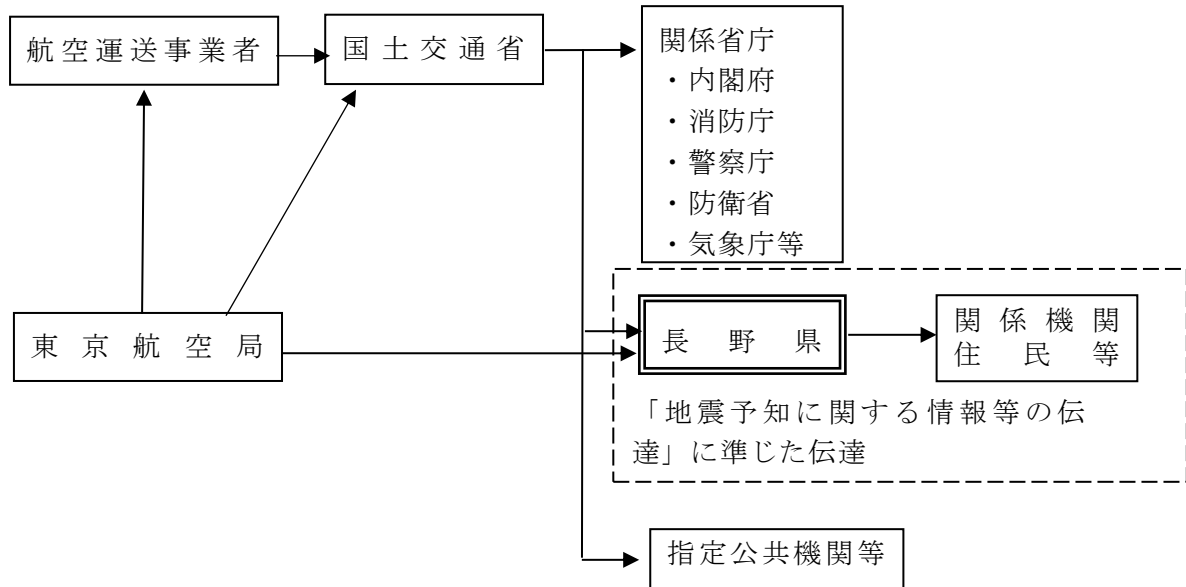 航空運送事業者
国土交通省
関係省庁
・内閣府
・消防庁
・警察庁
・防衛省
・気象庁等
東京航空局
長野県
関係機関
住民等
「地震予知に関する情報等の伝
達」に準じた伝達
指定公共機関等